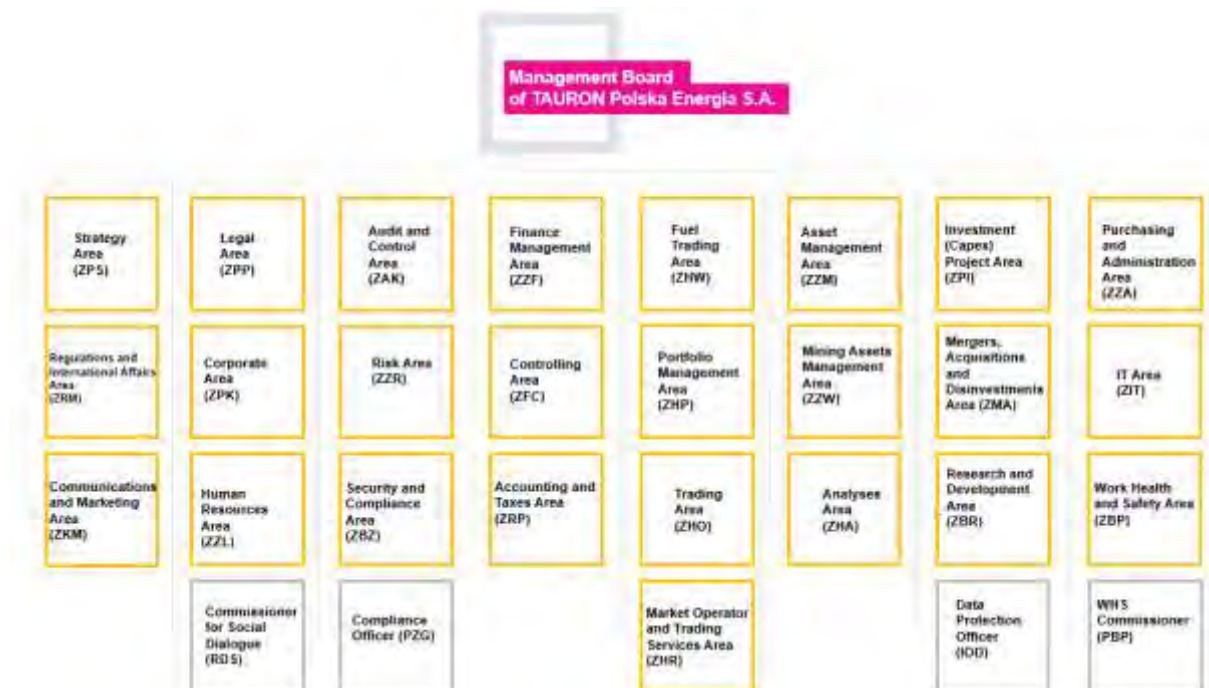 Management Board
of TAURON Polska Energia S.A.
Strategy
Area
(ZPS)
Legal
Area
(ZPP)
Audit and
Control
Area
(ZAK)
Finance
Management
Area
(ZZF)
Fuel
Trading
Area
(ZHW)
Asset
Management
Area
(ZZM)
Investment
(Capex)
Project Area
(ZPI)
Purchasing
and
Administration
Area
(ZZA)
Regulations and
International Affairs
Area
(ZRM)
Corporate
Area
(ZPK)
Risk Area
(ZZR)
Controlling
Area
(ZFC)
Portfolio
Management
Area
(ZHP)
Mining Assets
Management
Area
(ZZW)
Mergers,
Acquisitions
and
Disinvestments
Area (ZMA)
IT Area
(ZIT)
Communications
and Marketing
Area
(ZKM)
Human
Resources
Area
(ZZL)
Security and
Compliance
Area
(ZBZ)
Accounting and
Taxes Area
(ZRP)
Trading
Area
(ZHO)
Analyses
Area
(ZHA)
Research and
Development
Area
(ZBR)
Work Health
and Safety Area
(ZBP)
Commissioner
for Social
Dialogue
(RDS)
Compliance
Officer (PZG)
Market Operator
and Trading
Services Area
(ZHR)
Data
Protection
Officer
(IOD)
WHS
Commissioner
(PBP)